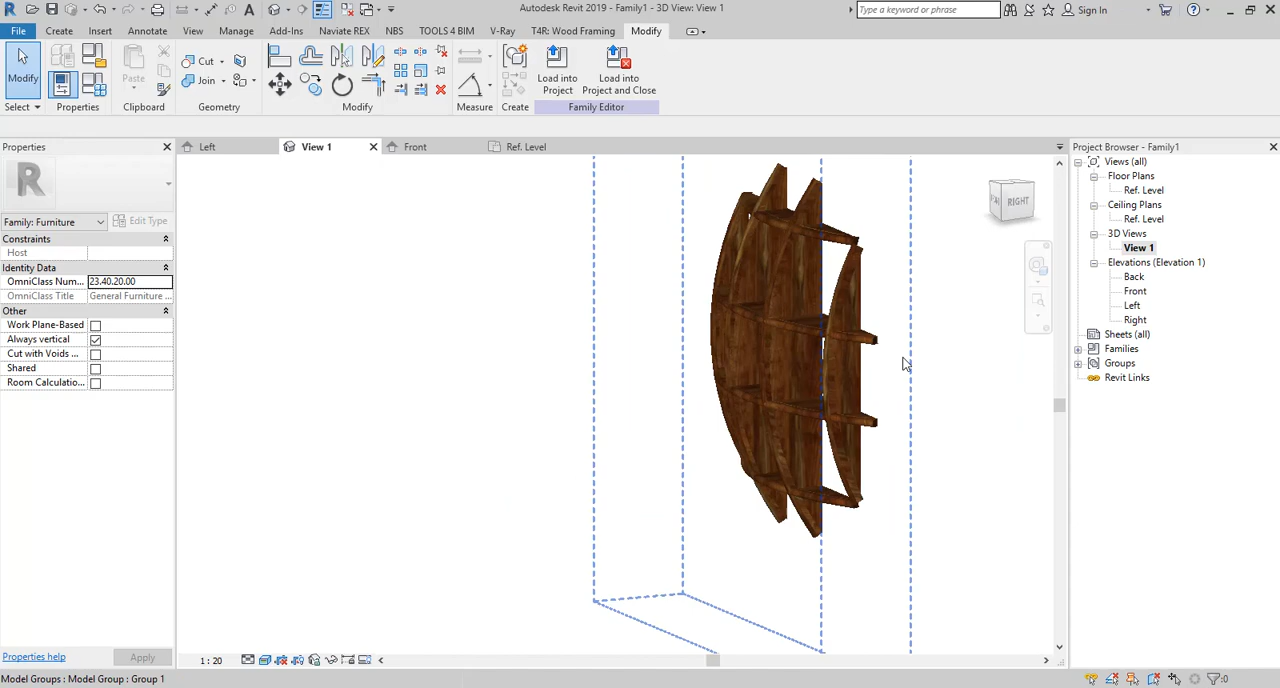 Autodesk Revit 2019 - Family1 - 3D View: View 1
Type a keyword or phrase
Sign In
File
Create
Insert
Annotate
View
Manage
Add-Ins
Naviate REX
NBS
TOOLS 4 BIM
V-Ray
T4R: Wood Framing
Modify
Modify
Paste
Cut
Join
Load into
Project
Load into
Project and Close
Select
Properties
Clipboard
Geometry
Modify
Measure
Create
Family Editor
Properties
Left
View 1
Front
Ref. Level
Project Browser - Family1
R
Family: Furniture
Edit Type
Constraints
Host
Identity Data
OmniClass Num... 23.40.20.00
OmniClass Title General Furniture ...
Other
Work Plane-Based
Always vertical
Cut with Voids ...
Shared
Room Calculatio...
Properties help
Apply
RIGHT
Views (all)
Floor Plans
Ref. Level
Ceiling Plans
Ref. Level
3D Views
View 1
Elevations (Elevation 1)
Back
Front
Left
Right
Sheets (all)
Families
Groups
Revit Links
1 : 20
Model Groups : Model Group : Group 1
:0